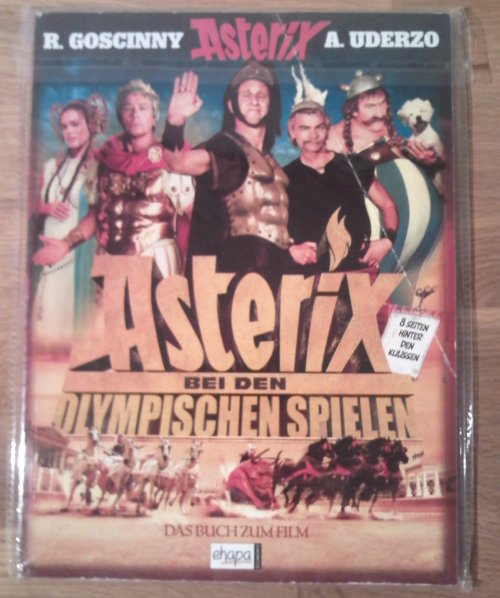 R. GOSCINNY Asterix A. UDERZO
Asterix
8 SEITEN
HINTER
DEN
KULISSEN
BEI DEN
OLYMPISCHEN SPIELEN
DAS BUCH ZUM FILM
ehapa